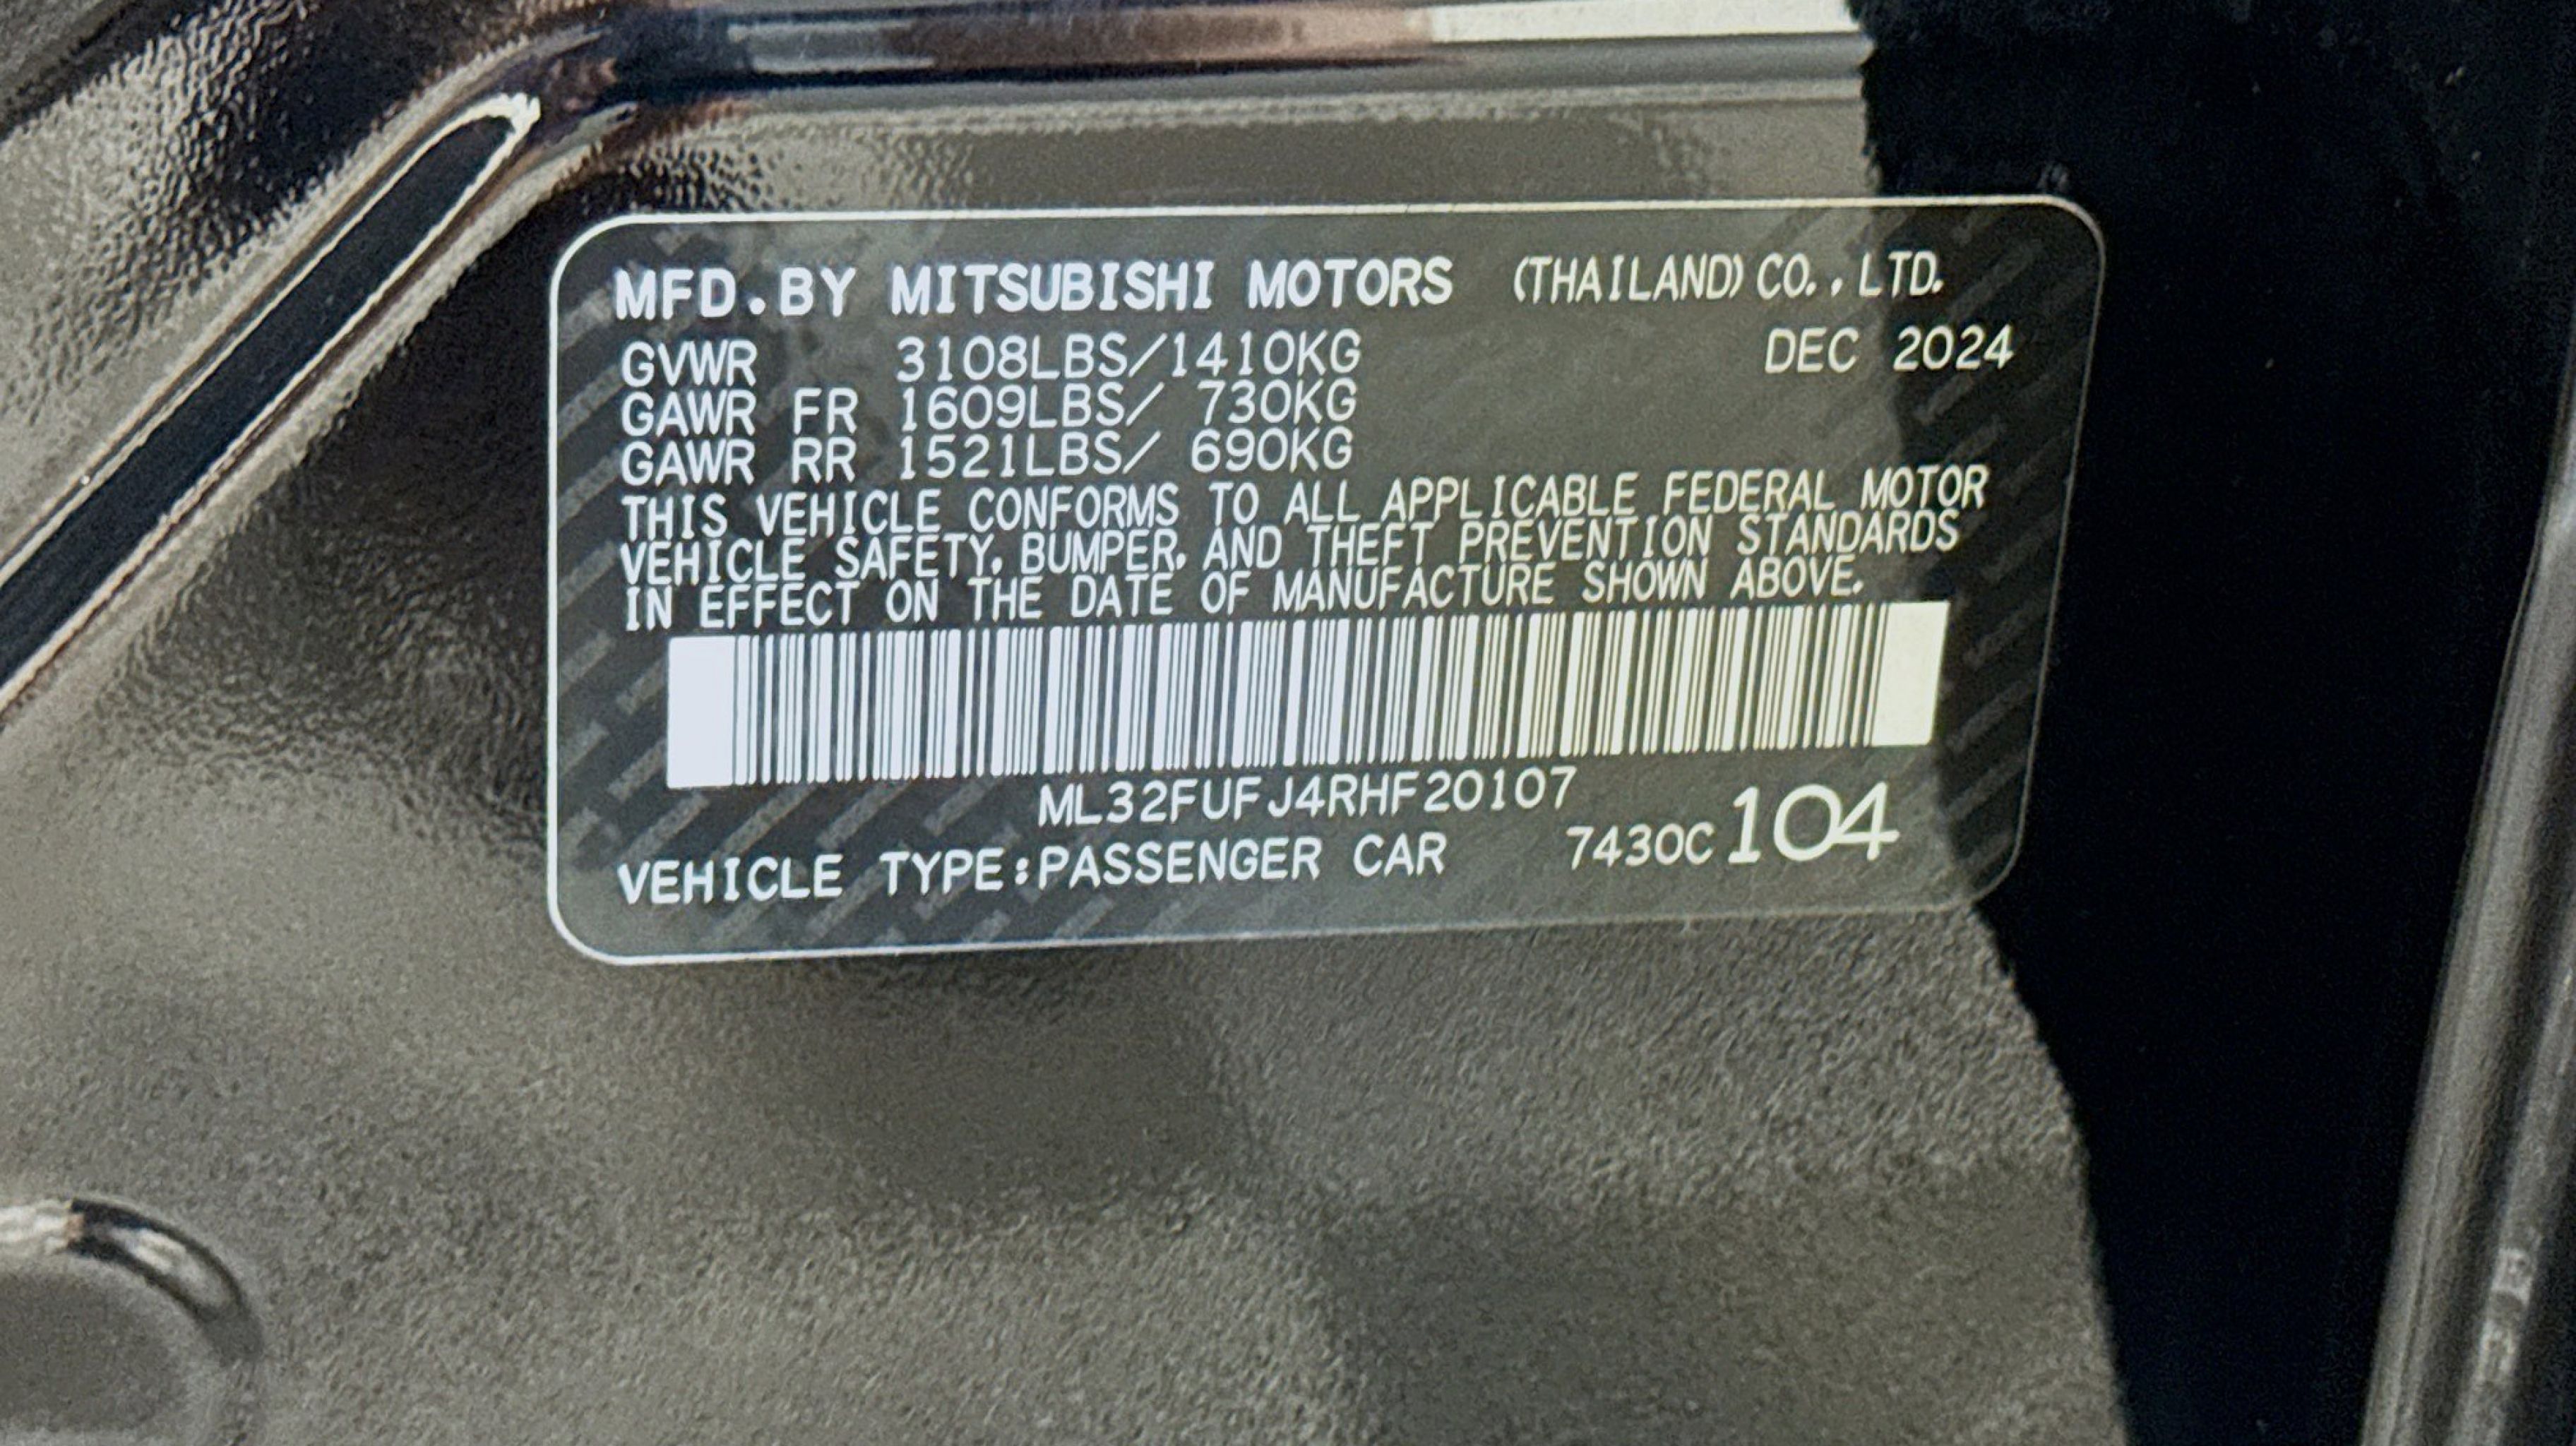 MFD.BY MITSUBISHI MOTORS (THAILAND) CO.,LTD.
GVWR 3108LBS/1410KG DEC 2024
GAWR FR 1609LBS/ 730KG
GAWR RR 1521LBS/ 690KG
THIS VEHICLE CONFORMS TO ALL APPLICABLE FEDERAL MOTOR
VEHICLE SAFETY, BUMPER, AND THEFT PREVENTION STANDARDS
IN EFFECT ON THE DATE OF MANUFACTURE SHOWN ABOVE.
ML32FUFJ4RHF20107
VEHICLE TYPE:PASSENGER CAR 7430C 104